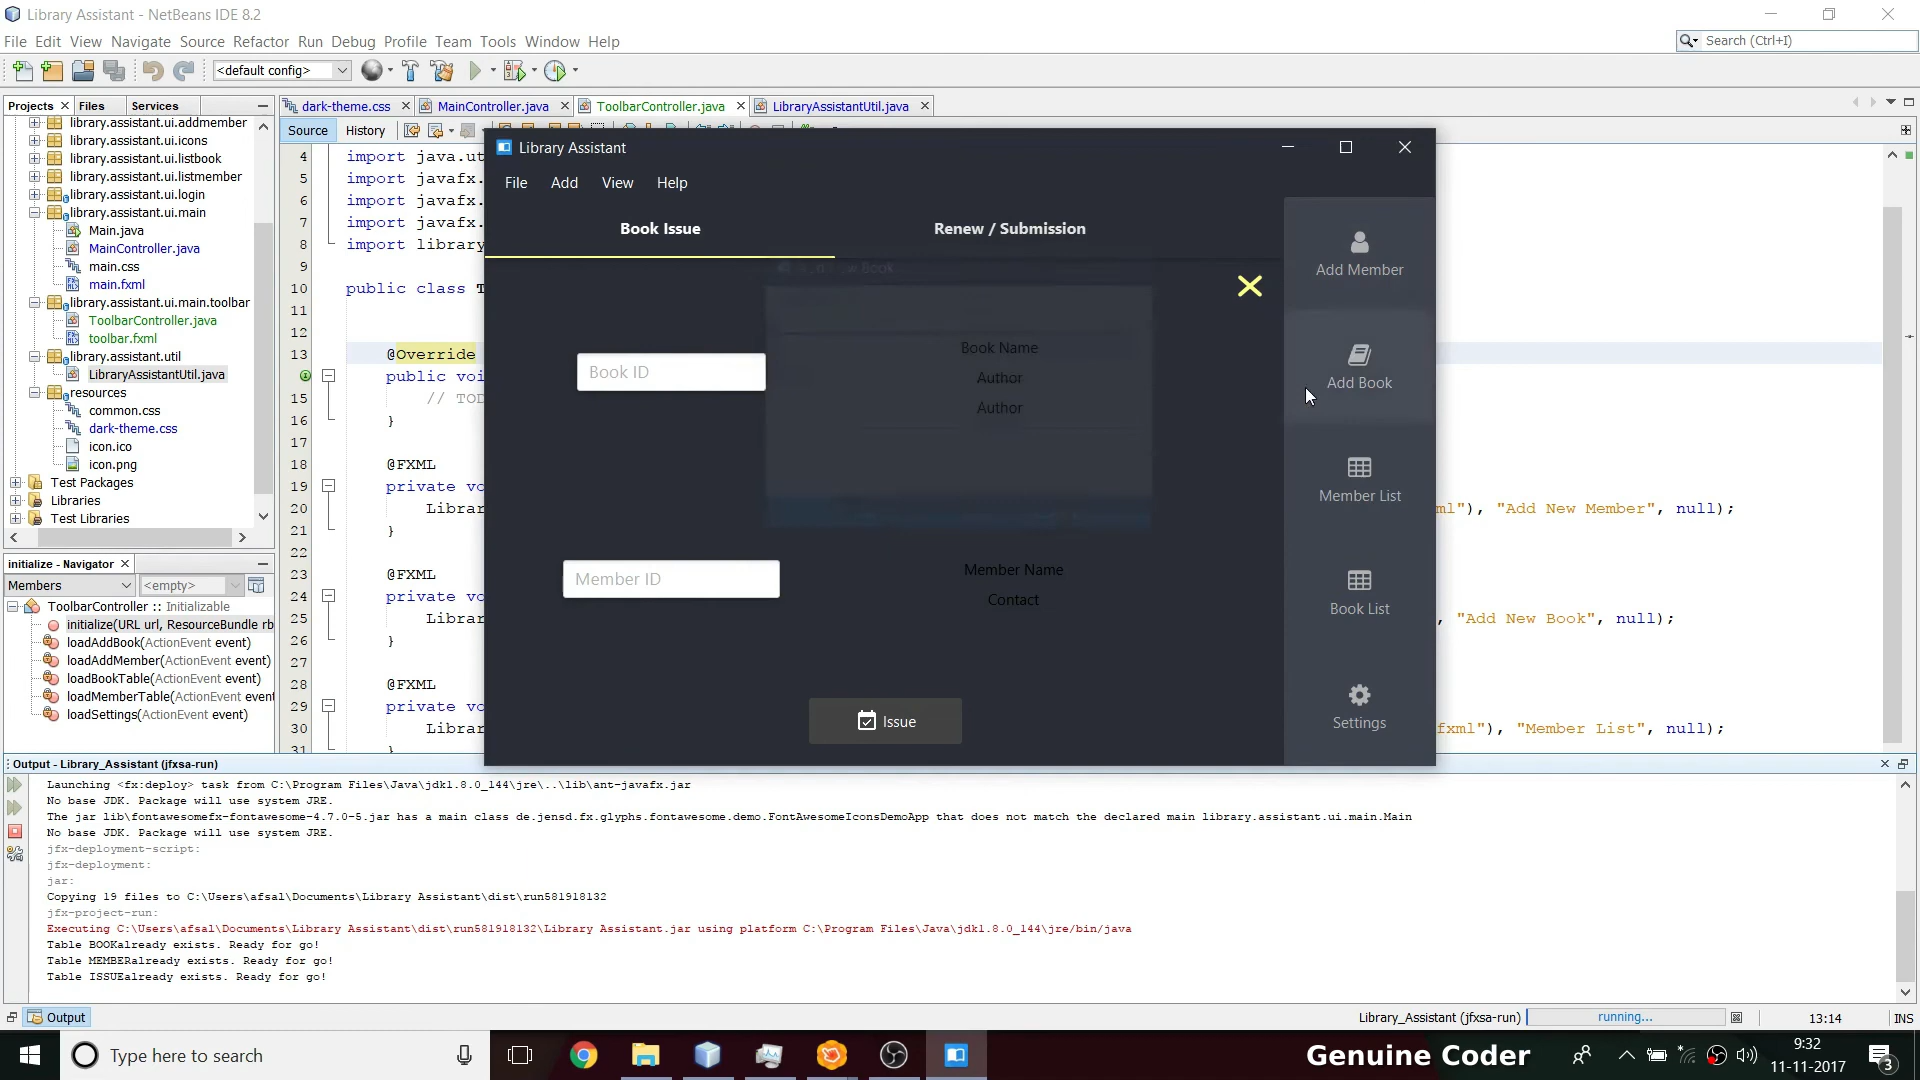 Library Assistant - NetBeans IDE 8.2
File Edit View Navigate Source Refactor Run Debug Profile Team Tools Window Help
Search (Ctrl+I)
<default config>
Projects Files Services
dark-theme.css MainController.java ToolbarController.java LibraryAssistantUtil.java
Source History
library.assistant.ui.addmember
library.assistant.ui.icons
library.assistant.ui.listbook
library.assistant.ui.listmember
library.assistant.ui.login
library.assistant.ui.main
Main.java
MainController.java
main.css
main.fxml
library.assistant.ui.main.toolbar
ToolbarController.java
toolbar.fxml
library.assistant.util
LibraryAssistantUtil.java
resources
common.css
dark-theme.css
icon.ico
icon.png
Test Packages
Libraries
Test Libraries
initialize - Navigator
Members <empty>
ToolbarController :: Initializable
initialize(URL url, ResourceBundle rb
loadAddBook(ActionEvent event)
loadAddMember(ActionEvent event)
loadBookTable(ActionEvent event)
loadMemberTable(ActionEvent event
loadSettings(ActionEvent event)
4 import java.ut
5 import javafx.
6 import javafx.
7 import javafx.
8 import library
9
10 public class T
11
12
13 @Override
public voi
15 // TOD
16 }
17
18 @FXML
19 private vo
20 Librar ml"), "Add New Member", null);
21 }
22
23 @FXML
24 private vo
25 Librar , "Add New Book", null);
26 }
27
28 @FXML
29 private vo
30 Librar fxml"), "Member List", null);
31 }
Library Assistant
File Add View Help
Book Issue Renew / Submission
Book ID
Book Name
Author
Author
Member ID
Member Name
Contact
Issue
Add Member
Add Book
Member List
Book List
Settings
Output - Library_Assistant (jfxsa-run)
Launching <fx:deploy> task from C:\Program Files\Java\jdk1.8.0_144\jre\..\lib\ant-javafx.jar
No base JDK. Package will use system JRE.
The jar lib\fontawesomefx-fontawesome-4.7.0-5.jar has a main class de.jensd.fx.glyphs.fontawesome.demo.FontAwesomeIconsDemoApp that does not match the declared main library.assistant.ui.main.Main
No base JDK. Package will use system JRE.
jfx-deployment-script:
jfx-deployment:
jar:
Copying 19 files to C:\Users\afsal\Documents\Library Assistant\dist\run581918132
jfx-project-run:
Executing C:\Users\afsal\Documents\Library Assistant\dist\run581918132\Library Assistant.jar using platform C:\Program Files\Java\jdk1.8.0_144\jre/bin/java
Table BOOKalready exists. Ready for go!
Table MEMBERalready exists. Ready for go!
Table ISSUEalready exists. Ready for go!
Output
Library_Assistant (jfxsa-run) running... 13:14 INS
Type here to search
Genuine Coder
9:32
11-11-2017
3